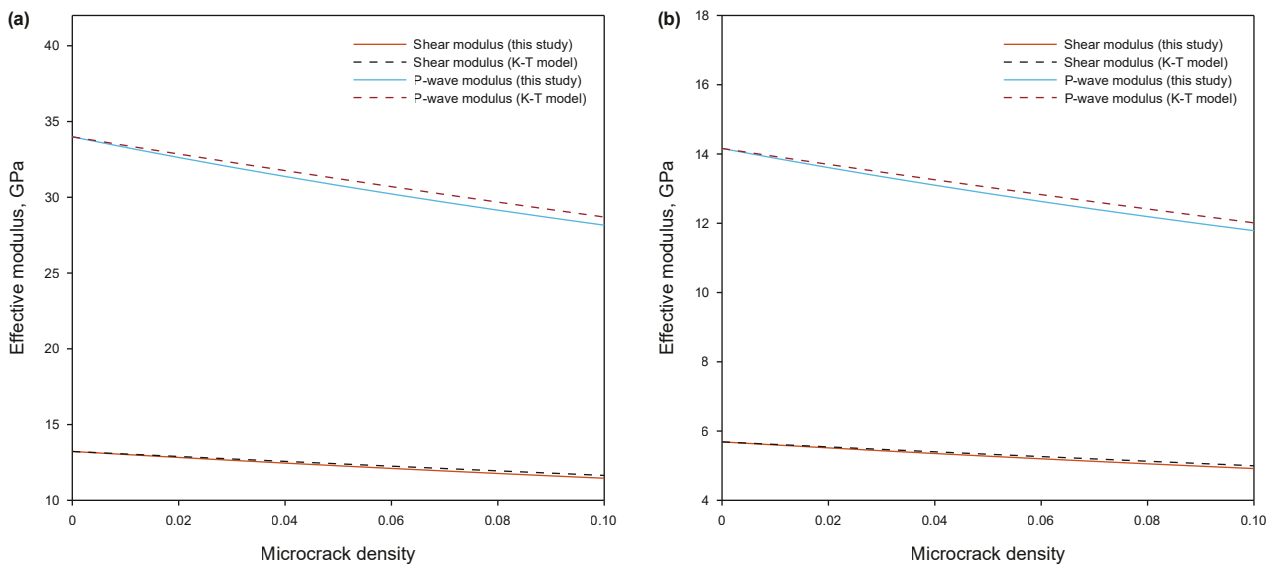 (a)
Effective modulus, GPa
40
35
30
25
20
15
10
Shear modulus (this study)
Shear modulus (K-T model)
P-wave modulus (this study)
P-wave modulus (K-T model)
0
0.02
0.04
0.06
0.08
0.10
Microcrack density
(b)
Effective modulus, GPa
18
16
14
12
10
8
6
4
Shear modulus (this study)
Shear modulus (K-T model)
P-wave modulus (this study)
P-wave modulus (K-T model)
0
0.02
0.04
0.06
0.08
0.10
Microcrack density